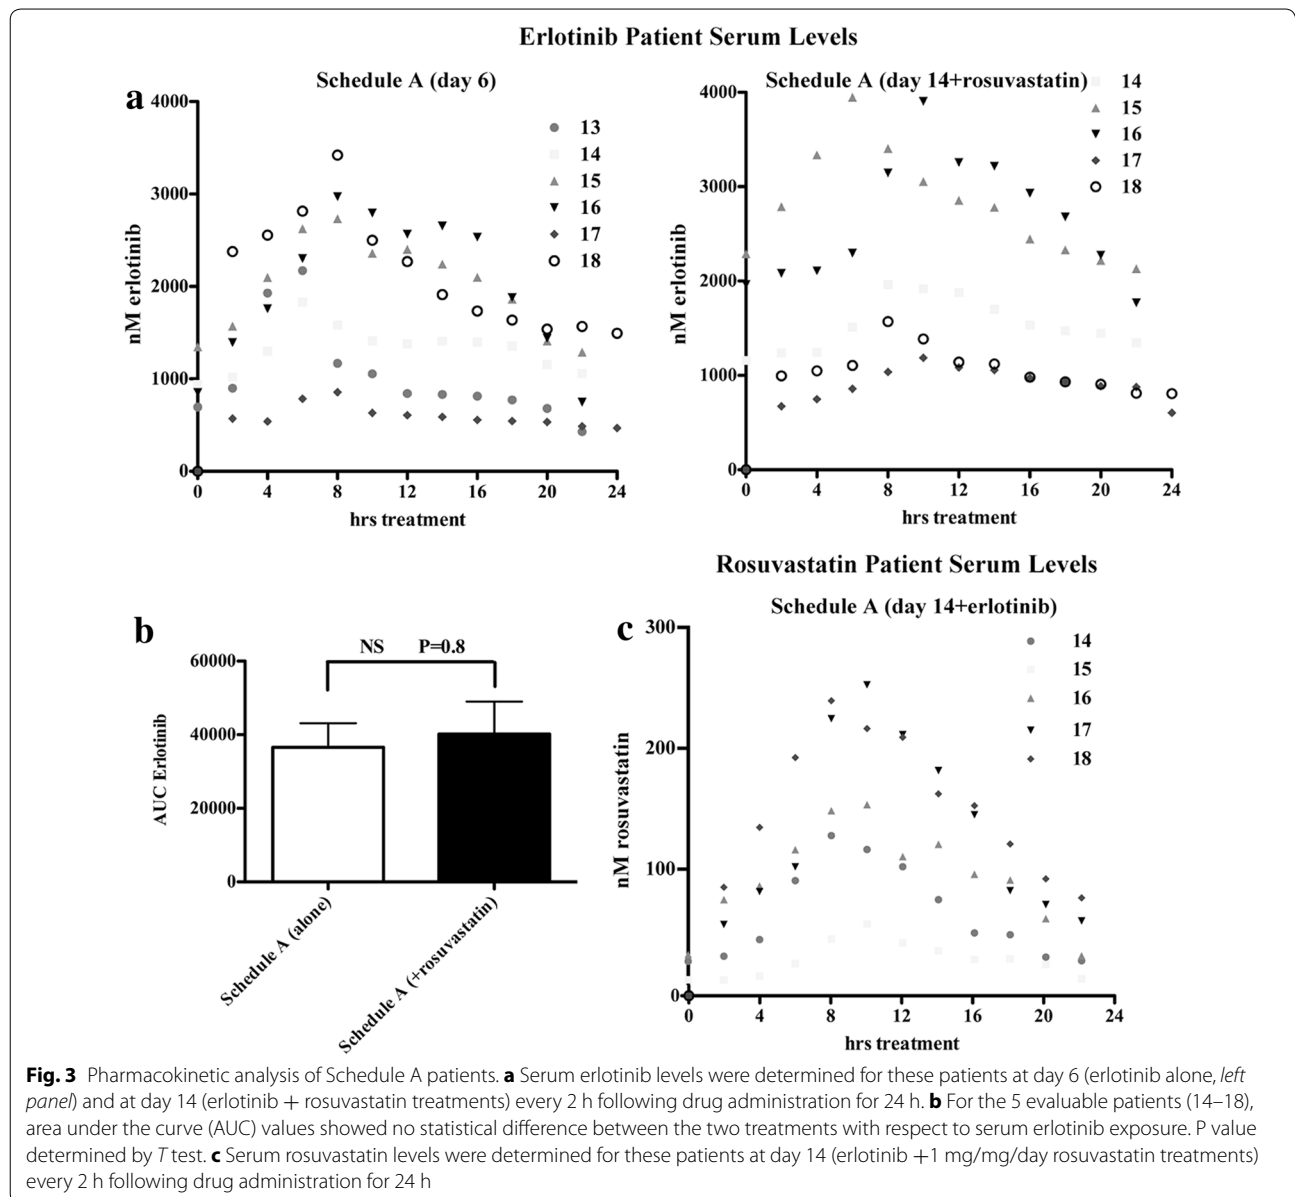 Erlotinib Patient Serum Levels
a
Schedule A (day 6)
nM erlotinib
4000
3000
2000
1000
0
0 4 8 12 16 20 24
hrs treatment
13
14
15
16
17
18
Schedule A (day 14+rosuvastatin)
nM erlotinib
4000
3000
2000
1000
0
0 4 8 12 16 20 24
hrs treatment
14
15
16
17
18
b
NS P=0.8
AUC Erlotinib
60000
40000
20000
0
Schedule A (alone)
Schedule A (+rosuvastatin)
Rosuvastatin Patient Serum Levels
c
Schedule A (day 14+erlotinib)
nM rosuvastatin
300
200
100
0
0 4 8 12 16 20 24
hrs treatment
14
15
16
17
18
Fig. 3 Pharmacokinetic analysis of Schedule A patients. a Serum erlotinib levels were determined for these patients at day 6 (erlotinib alone, left
panel) and at day 14 (erlotinib + rosuvastatin treatments) every 2 h following drug administration for 24 h. b For the 5 evaluable patients (14–18),
area under the curve (AUC) values showed no statistical difference between the two treatments with respect to serum erlotinib exposure. P value
determined by T test. c Serum rosuvastatin levels were determined for these patients at day 14 (erlotinib +1 mg/mg/day rosuvastatin treatments)
every 2 h following drug administration for 24 h